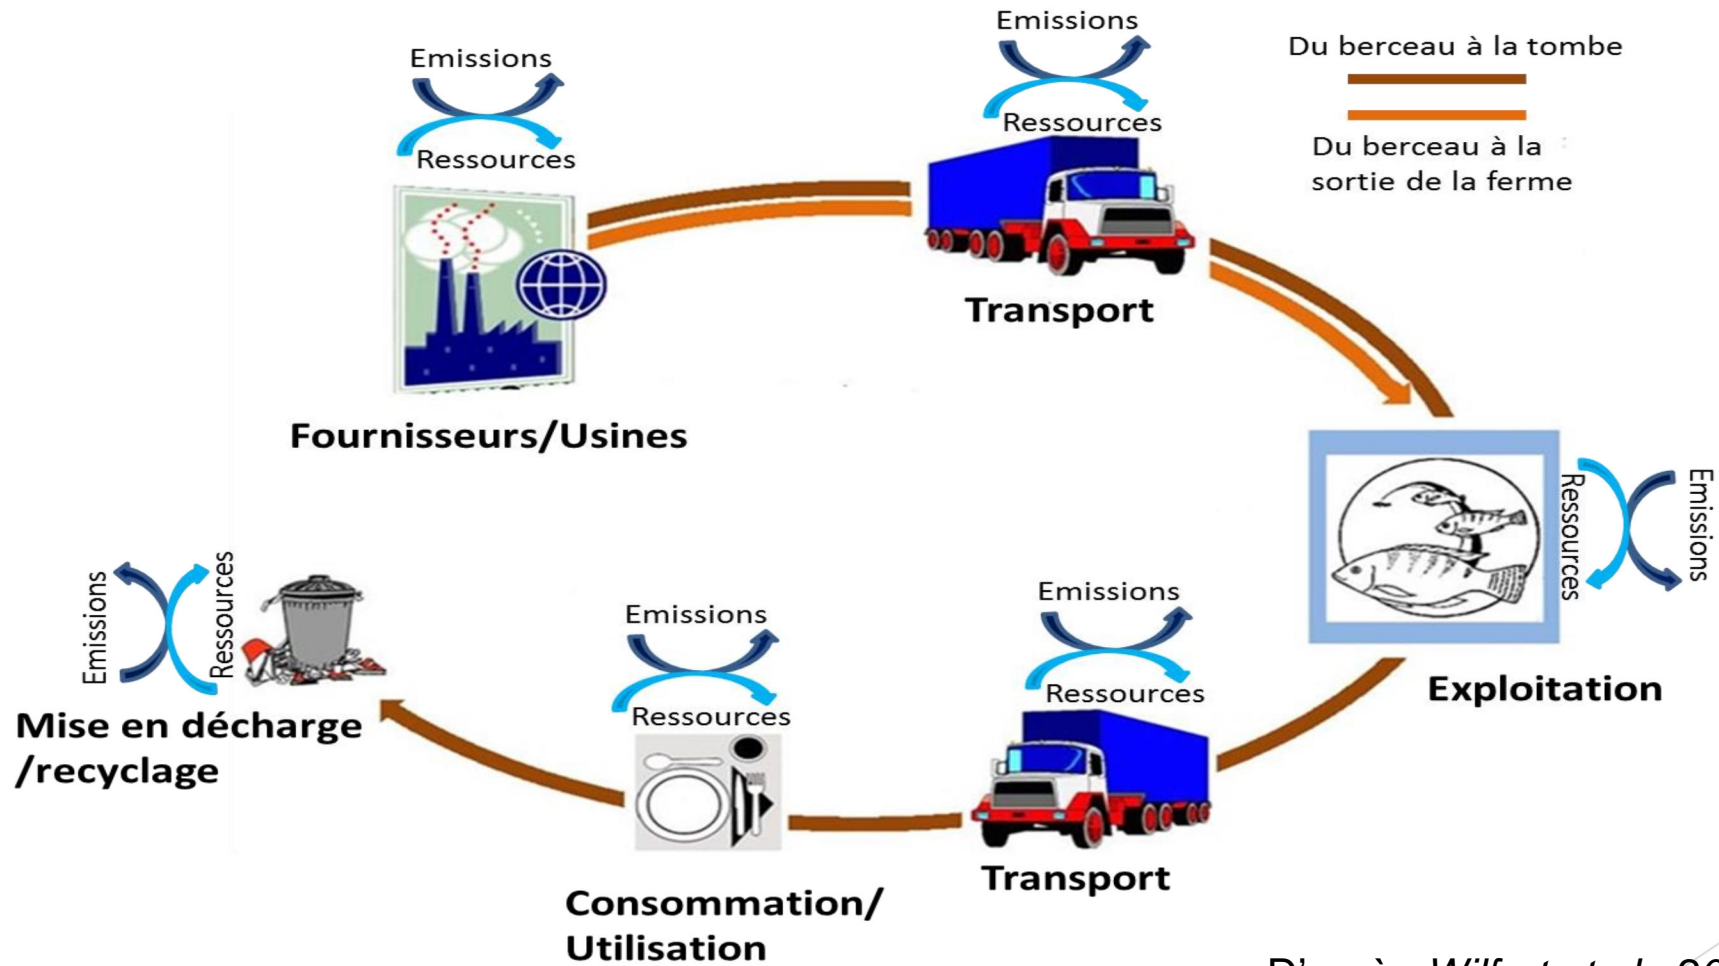 Emissions
Ressources
Fournisseurs/Usines
Emissions
Ressources
Transport
Du berceau à la tombe
Du berceau à la
sortie de la ferme
Ressources
Emissions
Exploitation
Emissions
Ressources
Transport
Emissions
Ressources
Consommation/
Utilisation
Emissions
Ressources
Mise en décharge
/recyclage